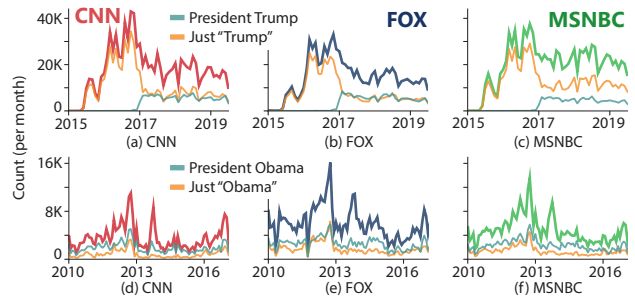 CNN
President Trump
Just "Trump"
FOX
MSNBC
Count (per month)
40K
20K
0
2015 2017 2019
2015 2017 2019
2015 2017 2019
(a) CNN
(b) FOX
(c) MSNBC
16K
8K
0
President Obama
Just "Obama"
2010 2013 2016
2010 2013 2016
2010 2013 2016
(d) CNN
(e) FOX
(f) MSNBC